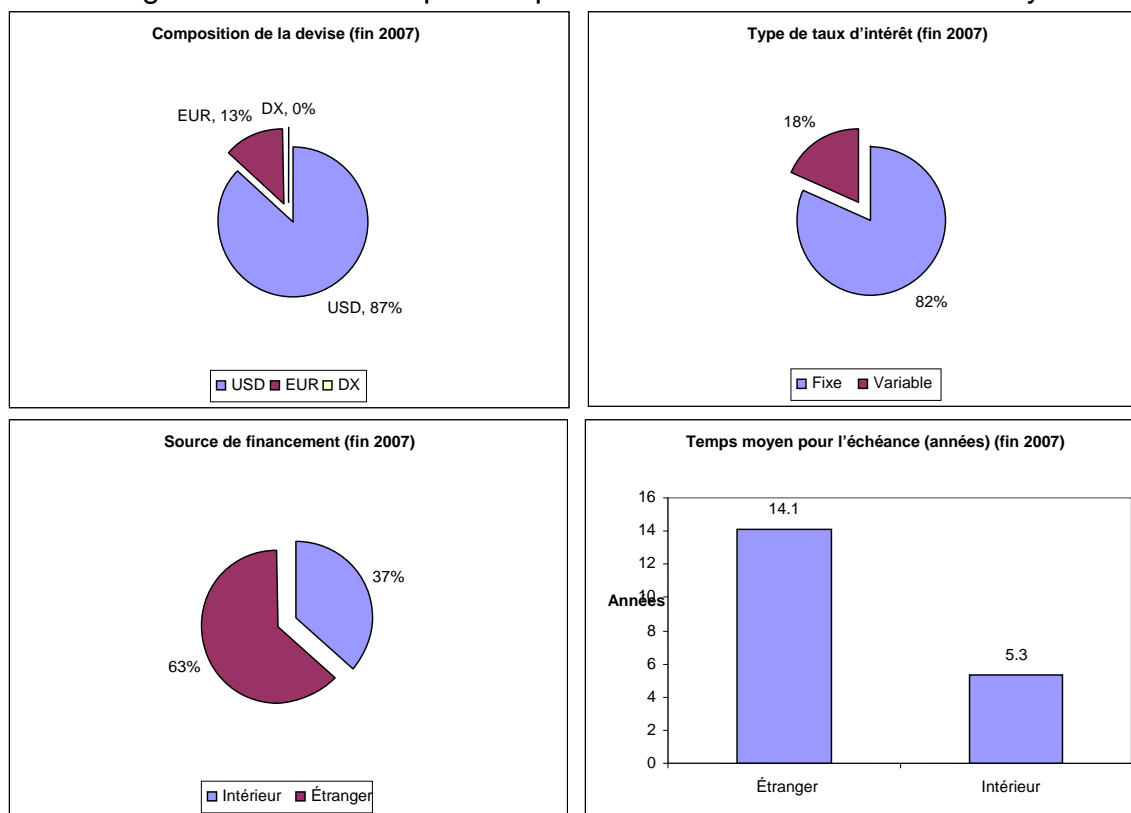 Composition de la devise (fin 2007)
EUR, 13%
DX, 0%
USD, 87%
USD EUR DX
Type de taux d'intérêt (fin 2007)
18%
82%
Fixe Variable
Source de financement (fin 2007)
37%
63%
Intérieur Étranger
Temps moyen pour l'échéance (années) (fin 2007)
Années
16
14
12
10
8
6
4
2
0
14.1
5.3
Étranger Intérieur